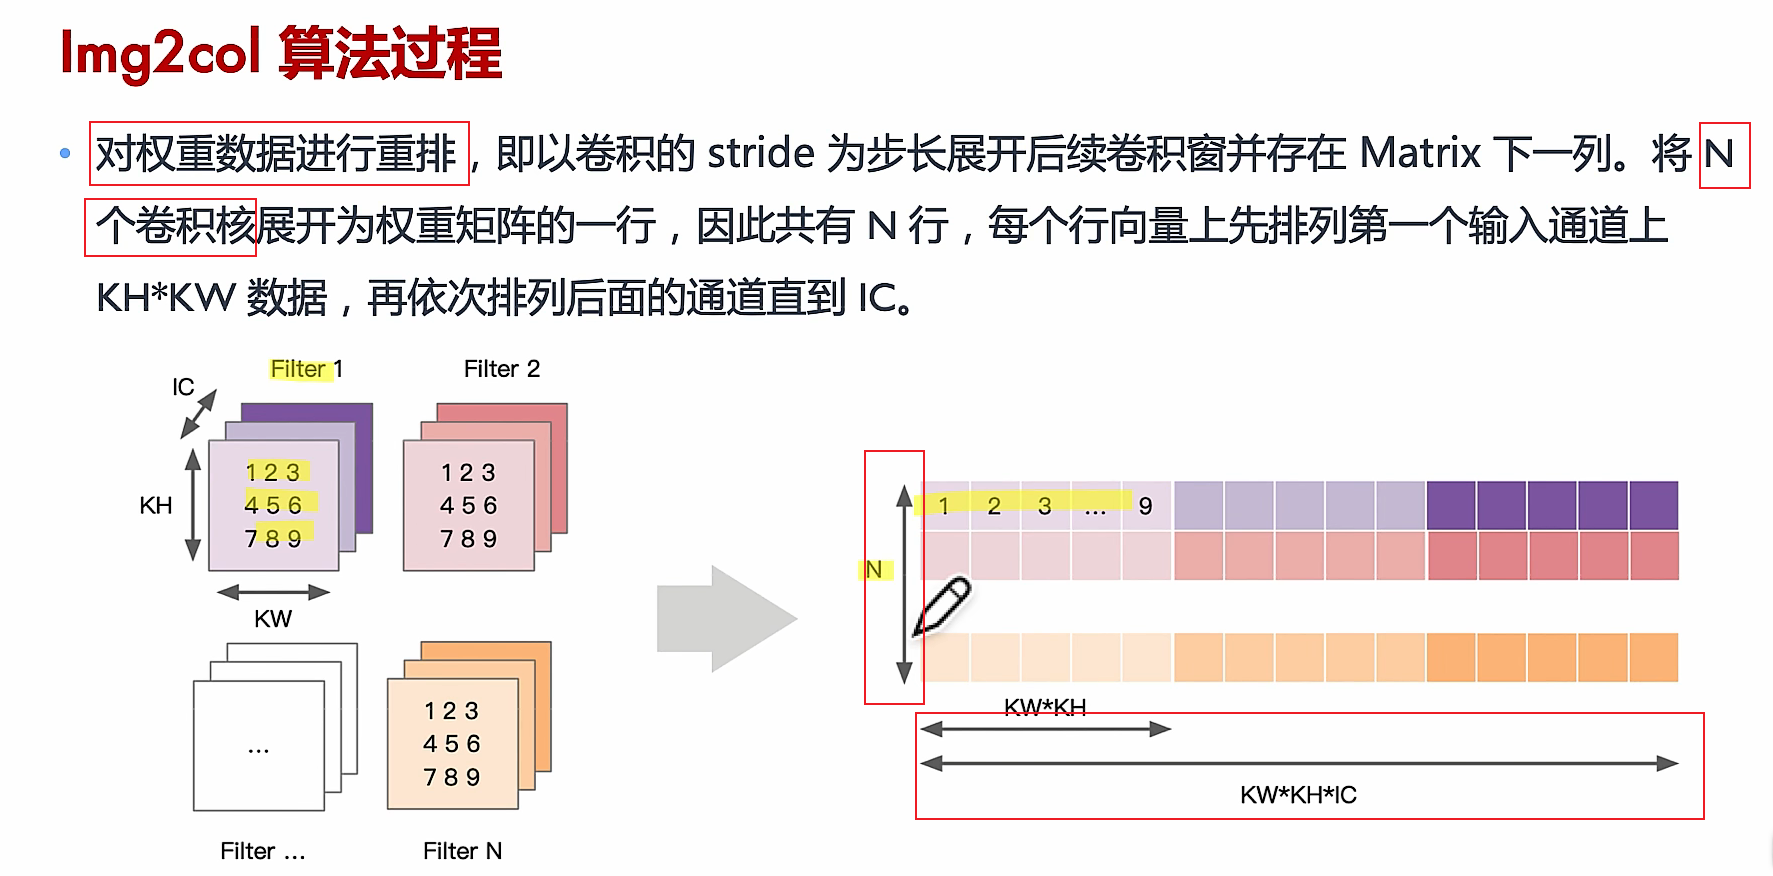 Img2col 算法过程
• 对权重数据进行重排，即以卷积的 stride 为步长展开后续卷积窗并存在 Matrix 下一列。将 N
个卷积核展开为权重矩阵的一行，因此共有 N 行，每个行向量上先排列第一个输入通道上
KH*KW 数据，再依次排列后面的通道直到 IC。
Filter 1
Filter 2
IC
1 2 3
4 5 6
7 8 9
KH
KW
1 2 3
4 5 6
7 8 9
...
Filter ...
1 2 3
4 5 6
7 8 9
Filter N
1 2 3 ... 9
N
KW*KH
KW*KH*IC